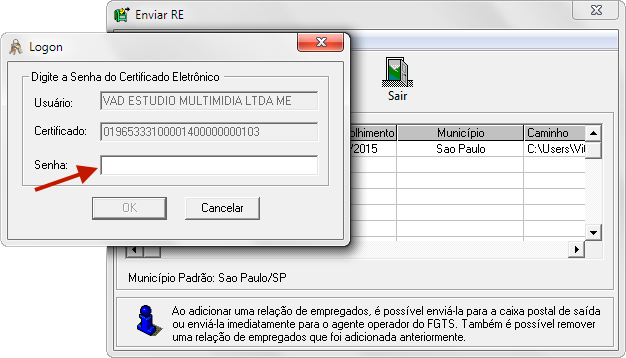 Enviar RE
Logon
Digite a Senha do Certificado Eletrônico
Usuário: VAD ESTUDIO MULTIMIDIA LTDA ME
Certificado: 01965333100001400000000103
Senha:
OK
Cancelar
Sair
olhimento Município Caminho
/2015 Sao Paulo C:\Users\Vi
Município Padrão: Sao Paulo/SP
Ao adicionar uma relação de empregados, é possível enviá-la para a caixa postal de saída
ou enviá-la imediatamente para o agente operador do FGTS. Também é possível remover
uma relação de empregados que foi adicionada anteriormente.